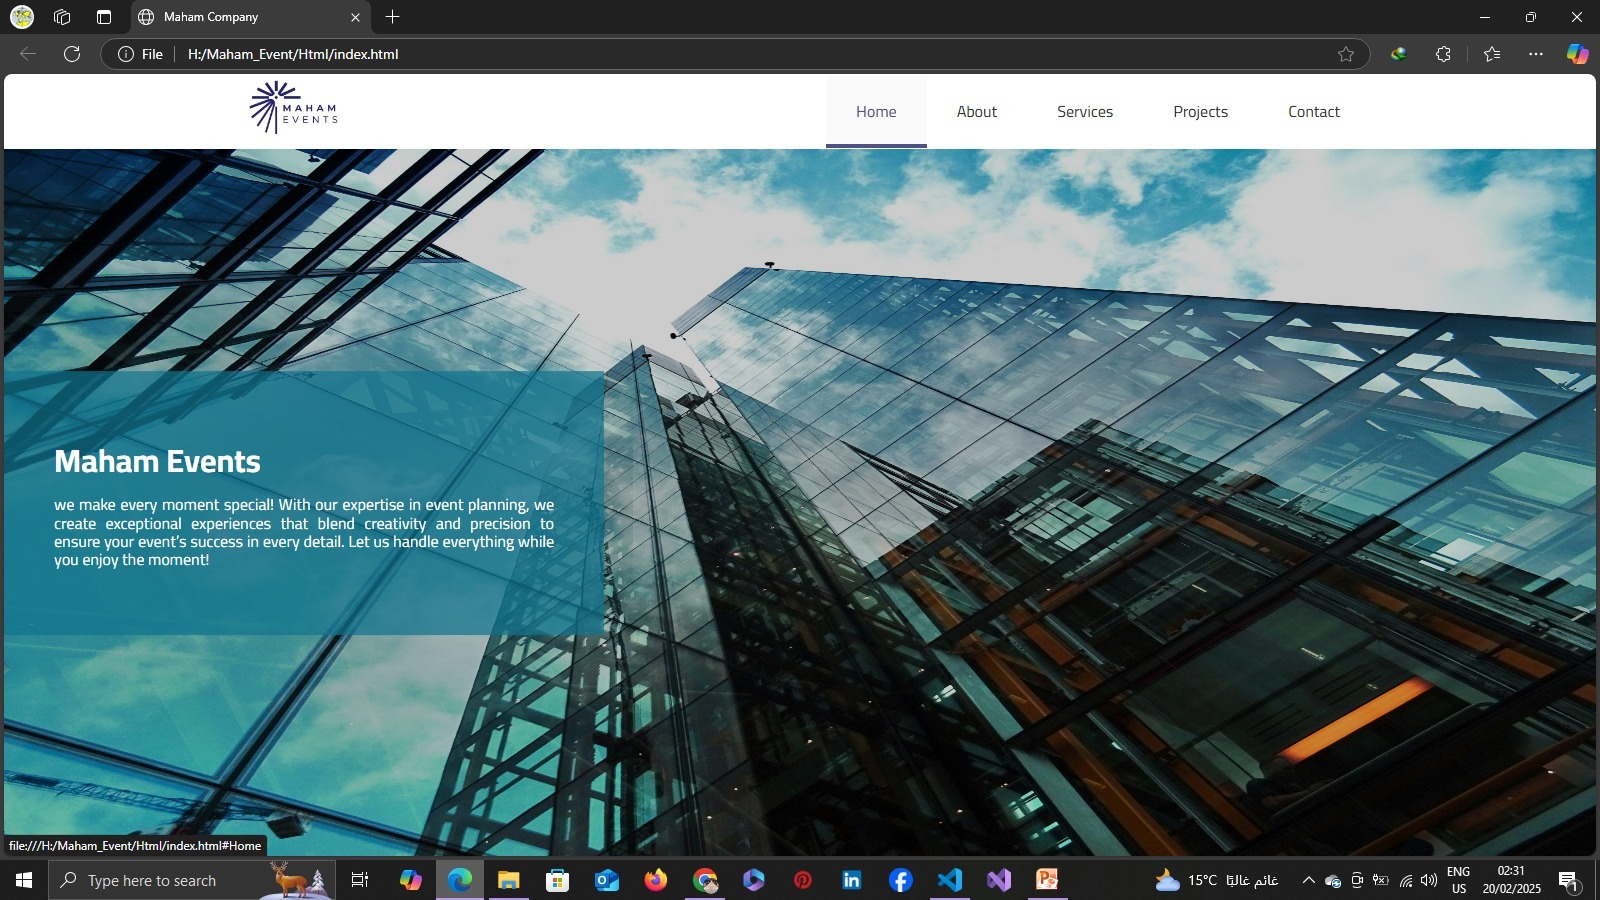 Maham Company
File
H:/Maham_Event/Html/index.html
MAHAM
EVENTS
Home
About
Services
Projects
Contact
Maham Events
we make every moment special! With our expertise in event planning, we
create exceptional experiences that blend creativity and precision to
ensure your event's success in every detail. Let us handle everything while
you enjoy the moment!
file:///H:/Maham_Event/Html/index.html#Home
Type here to search
15°C غائم غالبًا
ENG
US
02:31
20/02/2025
1